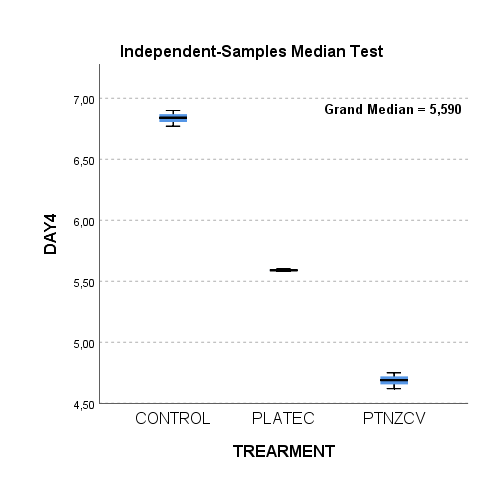 Independent-Samples Median Test
Grand Median = 5,590
7,00
6,50
6,00
5,50
5,00
4,50
DAY4
CONTROL PLATEC PTNZCV
TREARMENT